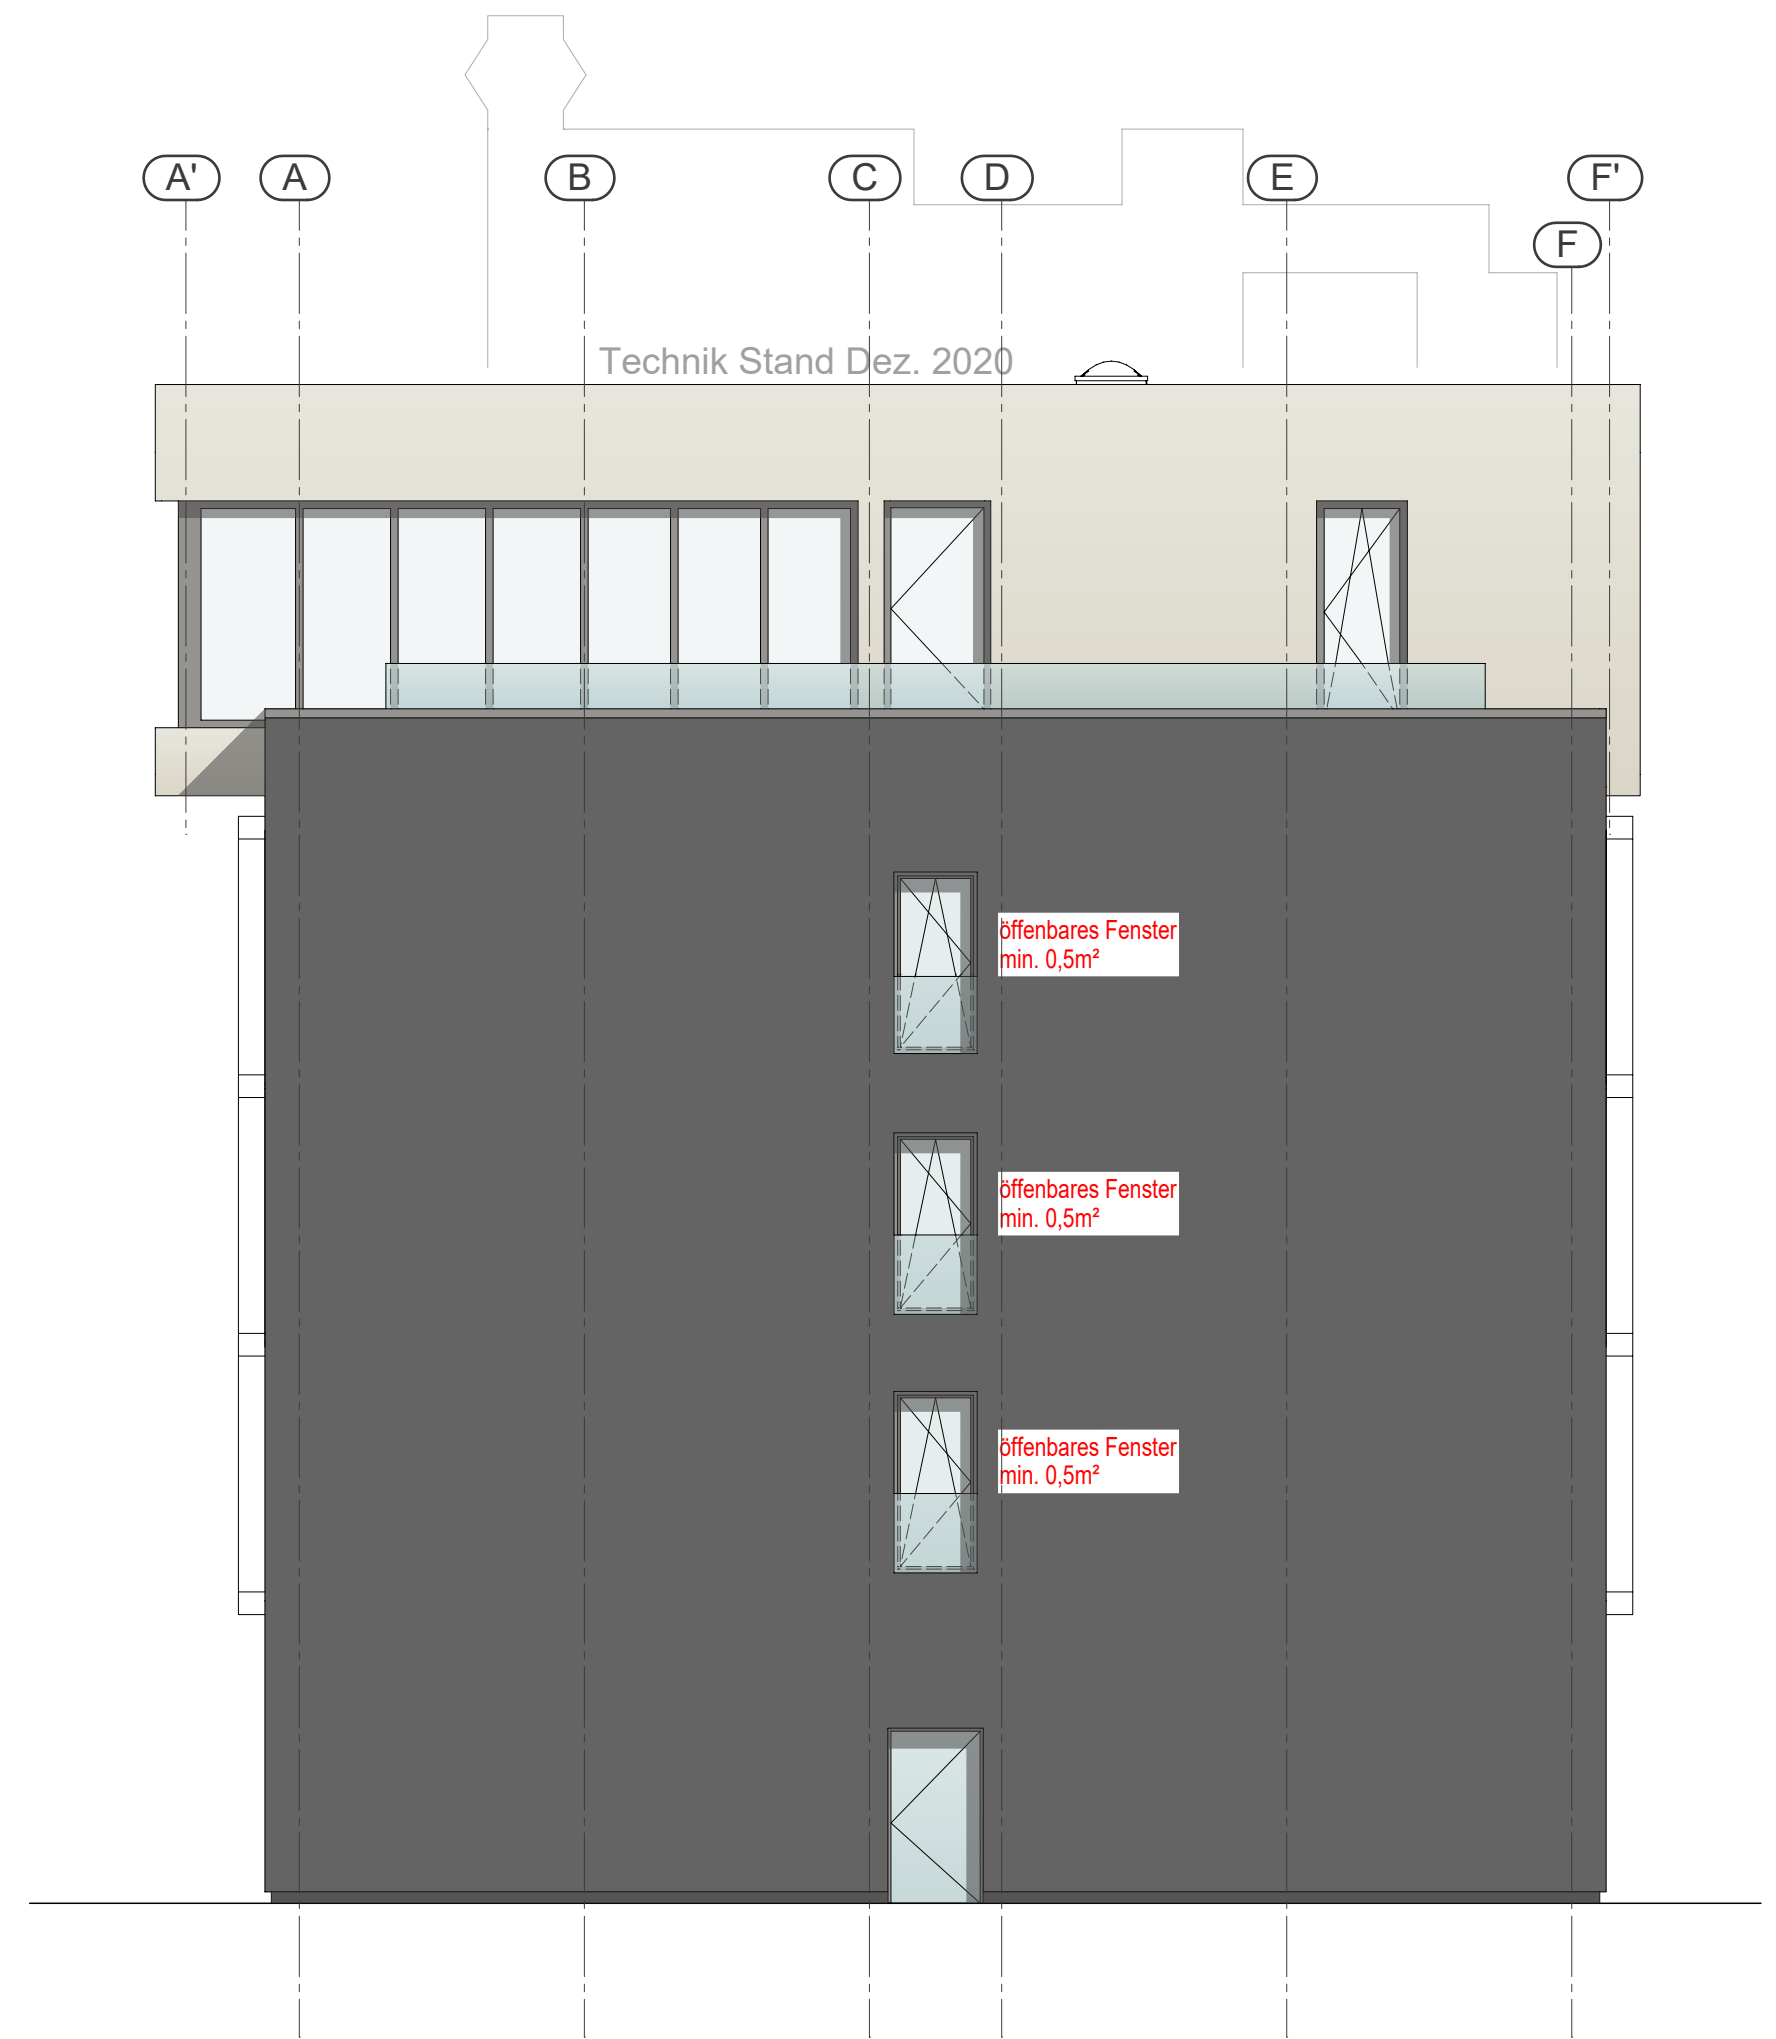 A'
A
B
C
D
E
F'
F
Technik Stand Dez. 2020
öffenbares Fenster
min. 0,5m²
öffenbares Fenster
min. 0,5m²
öffenbares Fenster
min. 0,5m²